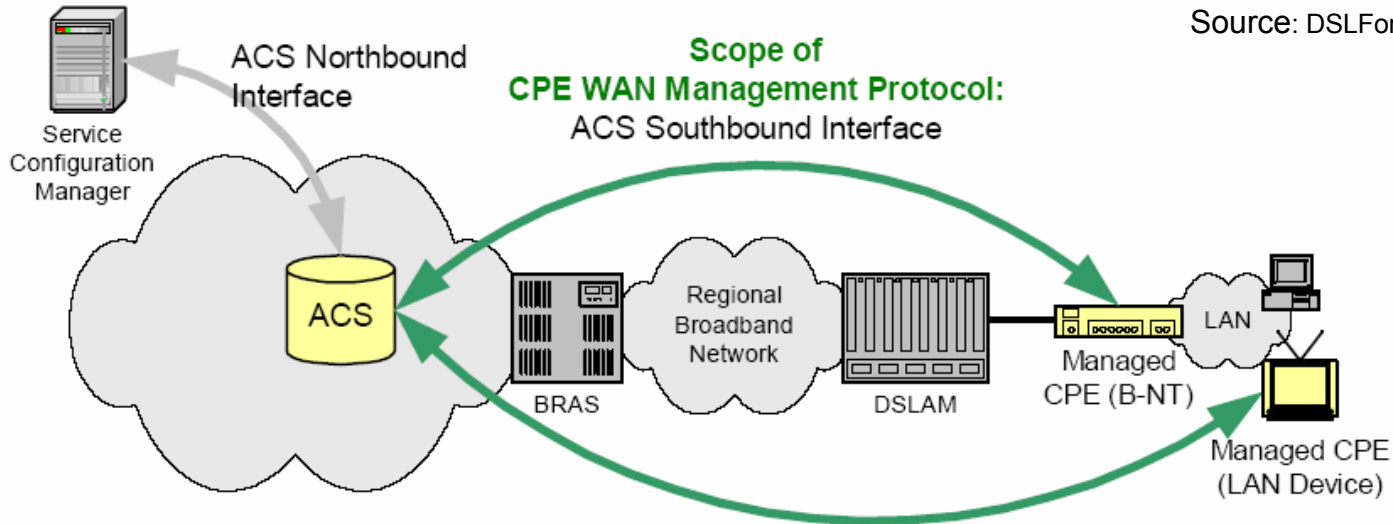 Source: DSLFor
ACS Northbound
Interface
Scope of
CPE WAN Management Protocol:
ACS Southbound Interface
Service
Configuration
Manager
ACS
BRAS
Regional
Broadband
Network
DSLAM
Managed
CPE (B-NT)
LAN
Managed CPE
(LAN Device)